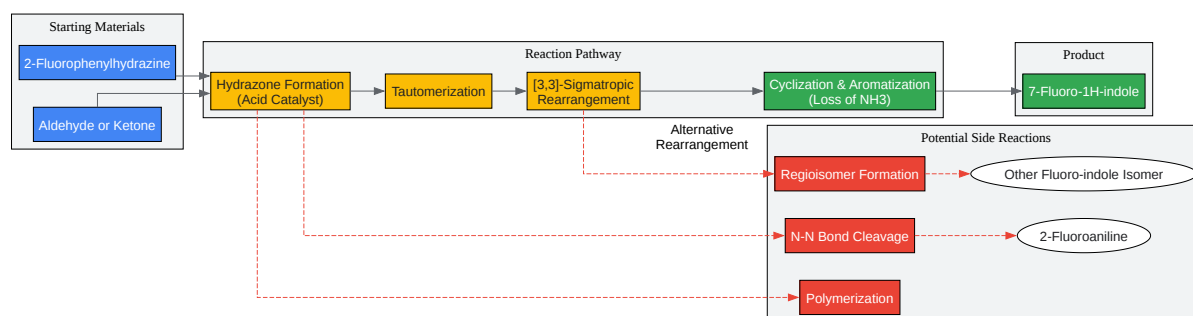 Starting Materials
2-Fluorophenylhydrazine
Aldehyde or Ketone
Reaction Pathway
Hydrazone Formation
(Acid Catalyst)
Tautomerization
[3,3]-Sigmatropic
Rearrangement
Cyclization & Aromatization
(Loss of NH3)
Product
7-Fluoro-1H-indole
Alternative
Rearrangement
Potential Side Reactions
Regioisomer Formation
Other Fluoro-indole Isomer
N-N Bond Cleavage
2-Fluoroaniline
Polymerization